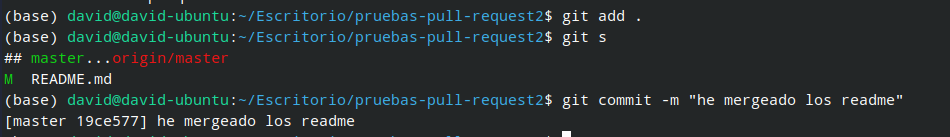 (base) david@david-ubuntu:~/Escritorio/pruebas-pull-request2$ git add .
(base) david@david-ubuntu:~/Escritorio/pruebas-pull-request2$ git s
## master...origin/master
M  README.md
(base) david@david-ubuntu:~/Escritorio/pruebas-pull-request2$ git commit -m "he mergeado los readme"
[master 19ce577] he mergeado los readme